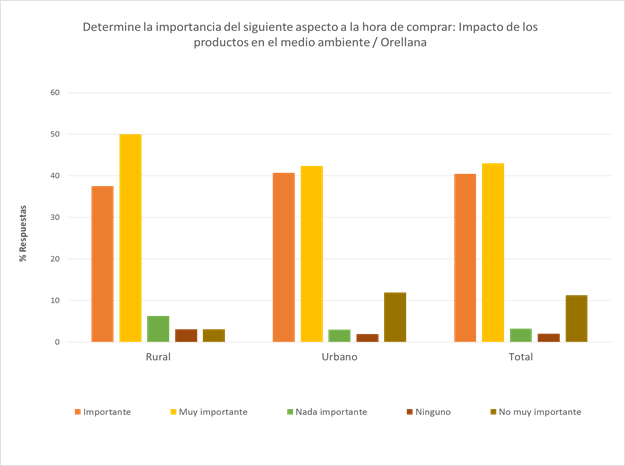 Determine la importancia del siguiente aspecto a la hora de comprar: Impacto de los
productos en el medio ambiente / Orellana
% Respuestas
60
50
40
30
20
10
0
Rural Urbano Total
Importante Muy importante Nada importante Ninguno No muy importante